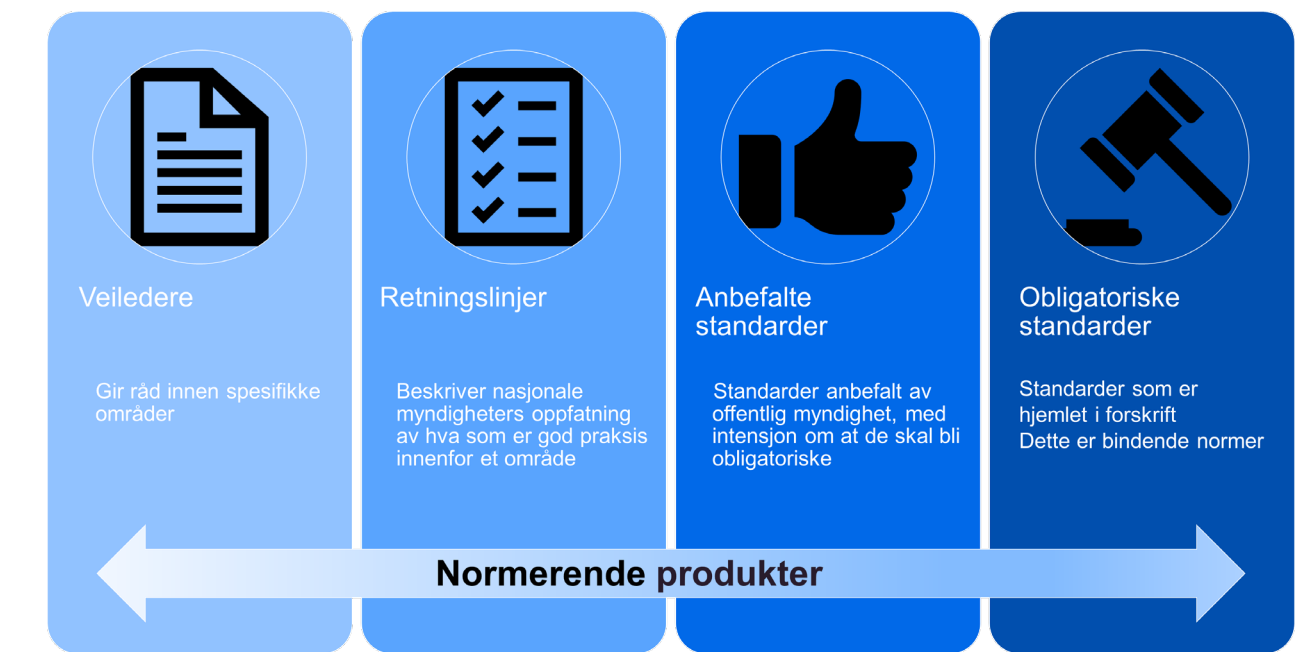 Veiledere
Gir råd innen spesifikke
områder
Retningslinjer
Beskriver nasjonale
myndigheters oppfatning
av hva som er god praksis
innenfor et område
Anbefalte
standarder
Standarder anbefalt av
offentlig myndighet, med
intensjon om at de skal bli
obligatoriske
Obligatoriske
standarder
Standarder som er
hjemlet i forskrift
Dette er bindende normer
Normerende produkter